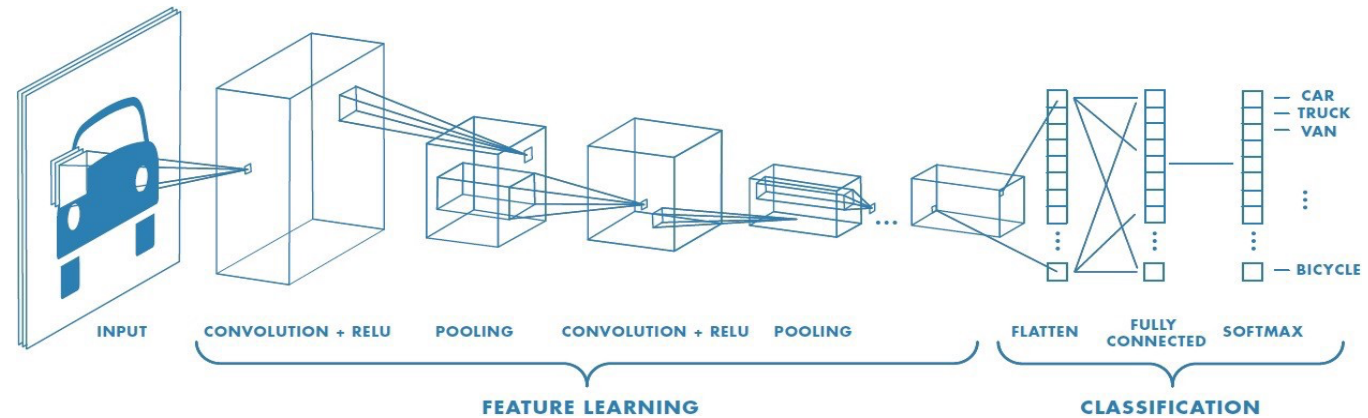 CAR
TRUCK
VAN
BICYCLE
INPUT
CONVOLUTION + RELU
POOLING
CONVOLUTION + RELU
POOLING
FLATTEN
FULLY
CONNECTED
SOFTMAX
FEATURE LEARNING
CLASSIFICATION